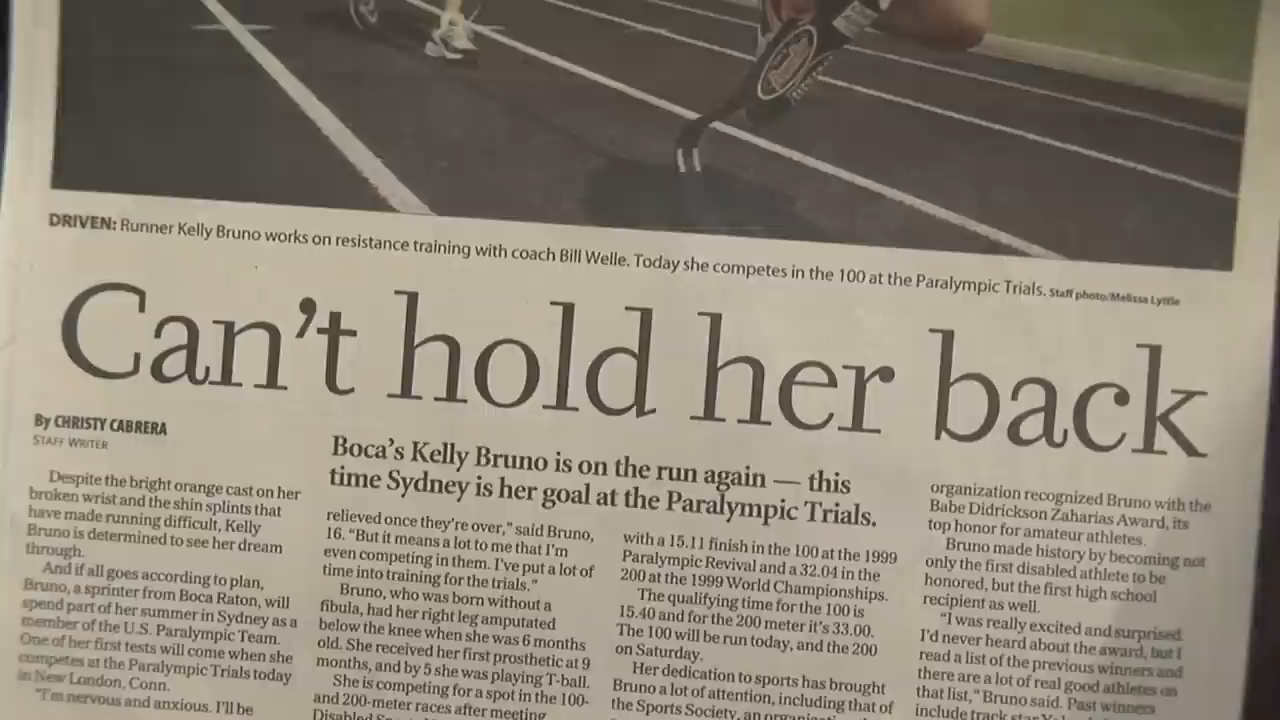 DRIVEN: Runner Kelly Bruno works on resistance training with coach Bill Welle. Today she competes in the 100 at the Paralympic Trials. Staff photo/Melissa Lyttle
Can't hold her back
By CHRISTY CABRERA
STAFF WRITER
Boca's Kelly Bruno is on the run again — this
time Sydney is her goal at the Paralympic Trials.
Despite the bright orange cast on her
broken wrist and the shin splints that
have made running difficult, Kelly
Bruno is determined to see her dream
through.
And if all goes according to plan,
Bruno, a sprinter from Boca Raton, will
spend part of her summer in Sydney as a
member of the U.S. Paralympic Team.
One of her first tests will come when she
competes at the Paralympic Trials today
in New London, Conn.
"I'm nervous and anxious. I'll be
relieved once they're over," said Bruno,
16. "But it means a lot to me that I'm
even competing in them. I've put a lot of
time into training for the trials."
Bruno, who was born without a
fibula, had her right leg amputated
below the knee when she was 6 months
old. She received her first prosthetic at 9
months, and by 5 she was playing T-ball.
She is competing for a spot in the 100-
and 200-meter races after meeting
Disabled
with a 15.11 finish in the 100 at the 1999
Paralympic Revival and a 32.04 in the
200 at the 1999 World Championships.
The qualifying time for the 100 is
15.40 and for the 200 meter it's 33.00.
The 100 will be run today, and the 200
on Saturday.
Her dedication to sports has brought
Bruno a lot of attention, including that of
the Sports Society, an
organization recognized Bruno with the
Babe Didrickson Zaharias Award, its
top honor for amateur athletes.
Bruno made history by becoming not
only the first disabled athlete to be
honored, but the first high school
recipient as well.
"I was really excited and surprised.
I'd never heard about the award, but I
read a list of the previous winners and
there are a lot of real good athletes on
that list," Bruno said. Past winners
include track star